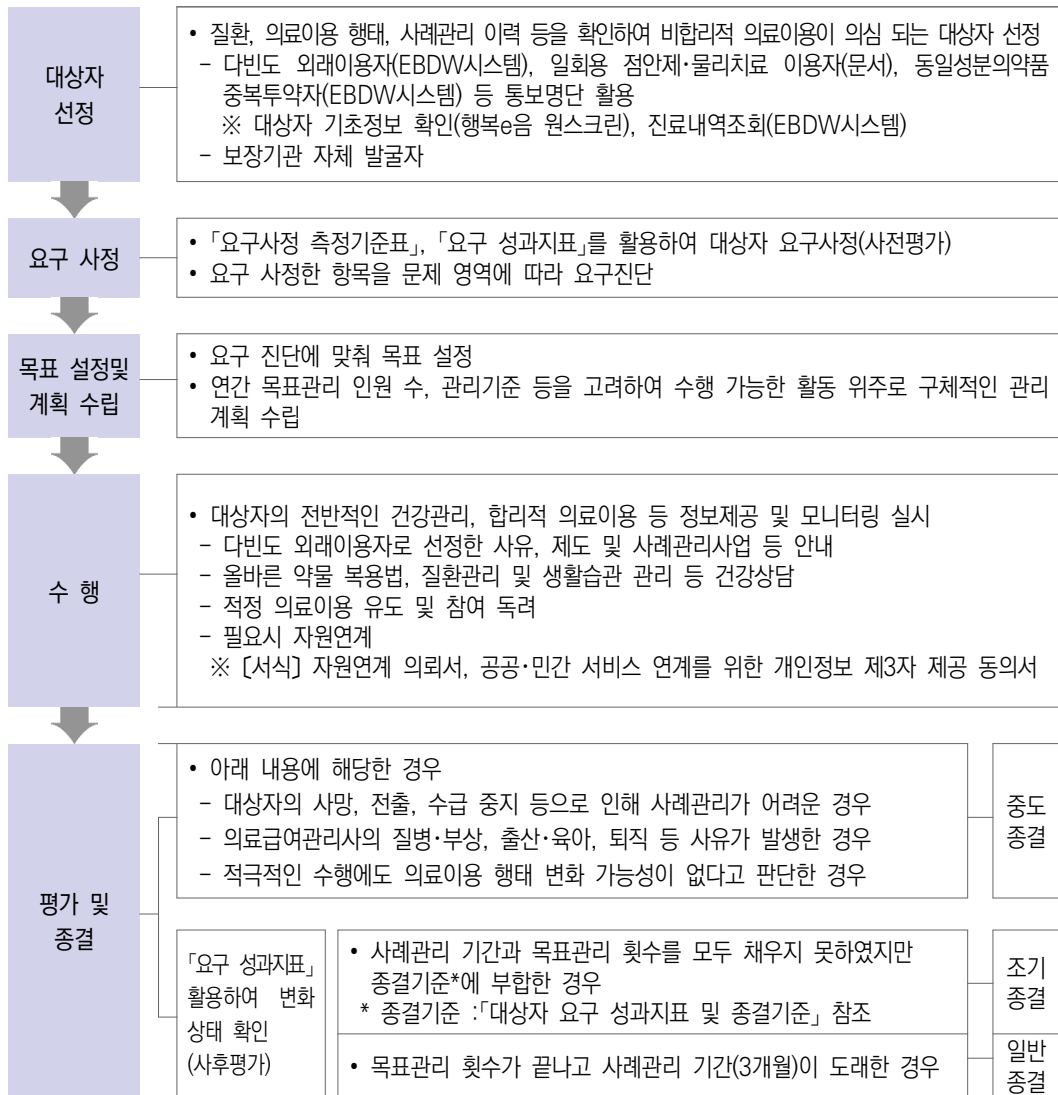 대상자
선정
• 질환, 의료이용 행태, 사례관리 이력 등을 확인하여 비합리적 의료이용이 의심 되는 대상자 선정
- 다빈도 외래이용자(EBDW시스템), 일회용 점안제·물리치료 이용자(문서), 동일성분의약품
중복투약자(EBDW시스템) 등 통보명단 활용
※ 대상자 기초정보 확인(행복e음 원스크린), 진료내역조회(EBDW시스템)
- 보장기관 자체 발굴자
요구 사정
• 「요구사정 측정기준표」, 「요구 성과지표」를 활용하여 대상자 요구사정(사전평가)
• 요구 사정한 항목을 문제 영역에 따라 요구진단
목표 설정및
계획 수립
• 요구 진단에 맞춰 목표 설정
• 연간 목표관리 인원 수, 관리기준 등을 고려하여 수행 가능한 활동 위주로 구체적인 관리
계획 수립
수 행
• 대상자의 전반적인 건강관리, 합리적 의료이용 등 정보제공 및 모니터링 실시
- 다빈도 외래이용자로 선정한 사유, 제도 및 사례관리사업 등 안내
- 올바른 약물 복용법, 질환관리 및 생활습관 관리 등 건강상담
- 적정 의료이용 유도 및 참여 독려
- 필요시 자원연계
※ [서식] 자원연계 의뢰서, 공공·민간 서비스 연계를 위한 개인정보 제3자 제공 동의서
평가 및
종결
• 아래 내용에 해당한 경우
- 대상자의 사망, 전출, 수급 중지 등으로 인해 사례관리가 어려운 경우
- 의료급여관리사의 질병·부상, 출산·육아, 퇴직 등 사유가 발생한 경우
- 적극적인 수행에도 의료이용 행태 변화 가능성이 없다고 판단한 경우
중도
종결
「요구 성과지표」
활용하여 변화
상태 확인
(사후평가)
• 사례관리 기간과 목표관리 횟수를 모두 채우지 못하였지만
종결기준*에 부합한 경우
* 종결기준 :「대상자 요구 성과지표 및 종결기준」 참조
조기
종결
• 목표관리 횟수가 끝나고 사례관리 기간(3개월)이 도래한 경우
일반
종결